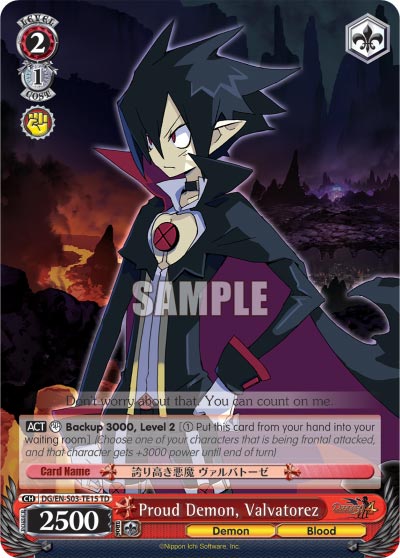 LEVEL
2
1
COST
SAMPLE
Don't worry about that. You can count on me.
ACT Backup 3000, Level 2 [① Put this card from your hand into your
waiting room] (Choose one of your characters that is being frontal attacked,
and that character gets +3000 power until end of turn)
Card Name 誇り高き悪魔 ヴァルバトーゼ
CH DG/EN-S03-TE15 TD
POWER 2500 SOUL Proud Demon, Valvatorez
Demon Blood
©Nippon Ichi Software, Inc.